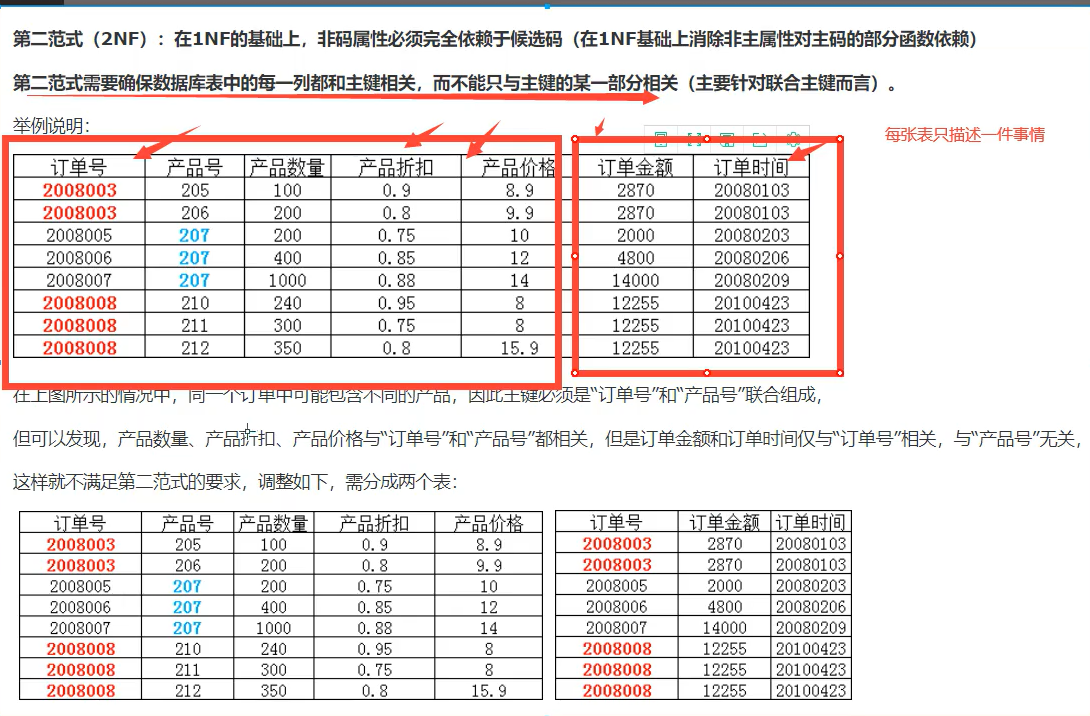 第二范式（2NF）：在1NF的基础上，非码属性必须完全依赖于候选码（在1NF基础上消除非主属性对主码的部分函数依赖）
第二范式需要确保数据库表中的每一列都和主键相关，而不能只与主键的某一部分相关（主要针对联合主键而言）。
举例说明：
每张表只描述一件事情
订单号 产品号 产品数量 产品折扣 产品价格 订单金额 订单时间
2008003 205 100 0.9 8.9 2870 20080103
2008003 206 200 0.8 9.9 2870 20080103
2008005 207 200 0.75 10 2000 20080203
2008006 207 400 0.85 12 4800 20080206
2008007 207 1000 0.88 14 14000 20080209
2008008 210 240 0.95 8 12255 20100423
2008008 211 300 0.75 8 12255 20100423
2008008 212 350 0.8 15.9 12255 20100423
在上图所示的情况中，同一个订单中可能包含不同的产品，因此主键必须是“订单号”和“产品号”联合组成，
但可以发现，产品数量、产品折扣、产品价格与“订单号”和“产品号”都相关，但是订单金额和订单时间仅与“订单号”相关，与“产品号”无关，
这样就不满足第二范式的要求，调整如下，需分成两个表：
订单号 产品号 产品数量 产品折扣 产品价格
2008003 205 100 0.9 8.9
2008003 206 200 0.8 9.9
2008005 207 200 0.75 10
2008006 207 400 0.85 12
2008007 207 1000 0.88 14
2008008 210 240 0.95 8
2008008 211 300 0.75 8
2008008 212 350 0.8 15.9
订单号 订单金额 订单时间
2008003 2870 20080103
2008003 2870 20080103
2008005 2000 20080203
2008006 4800 20080206
2008007 14000 20080209
2008008 12255 20100423
2008008 12255 20100423
2008008 12255 20100423